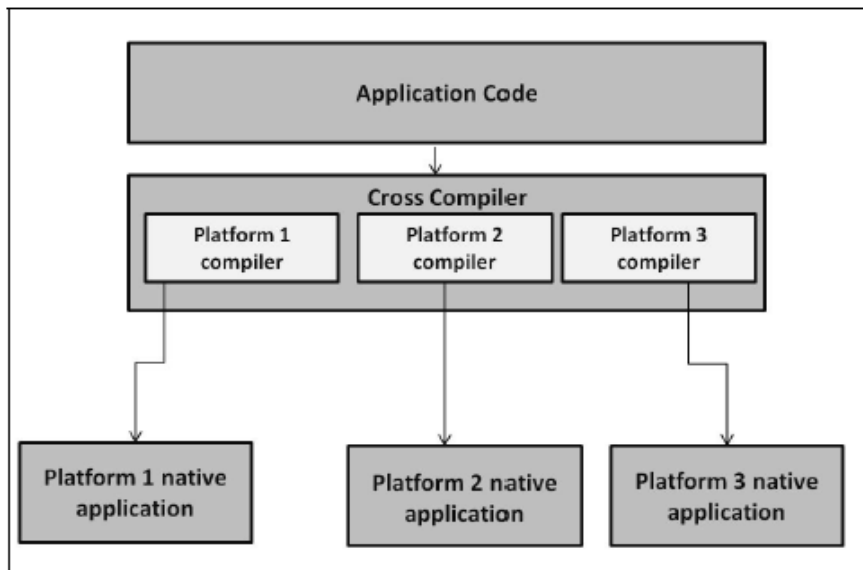 Application Code
Cross Compiler
Platform 1
compiler
Platform 2
compiler
Platform 3
compiler
Platform 1 native
application
Platform 2 native
application
Platform 3 native
application